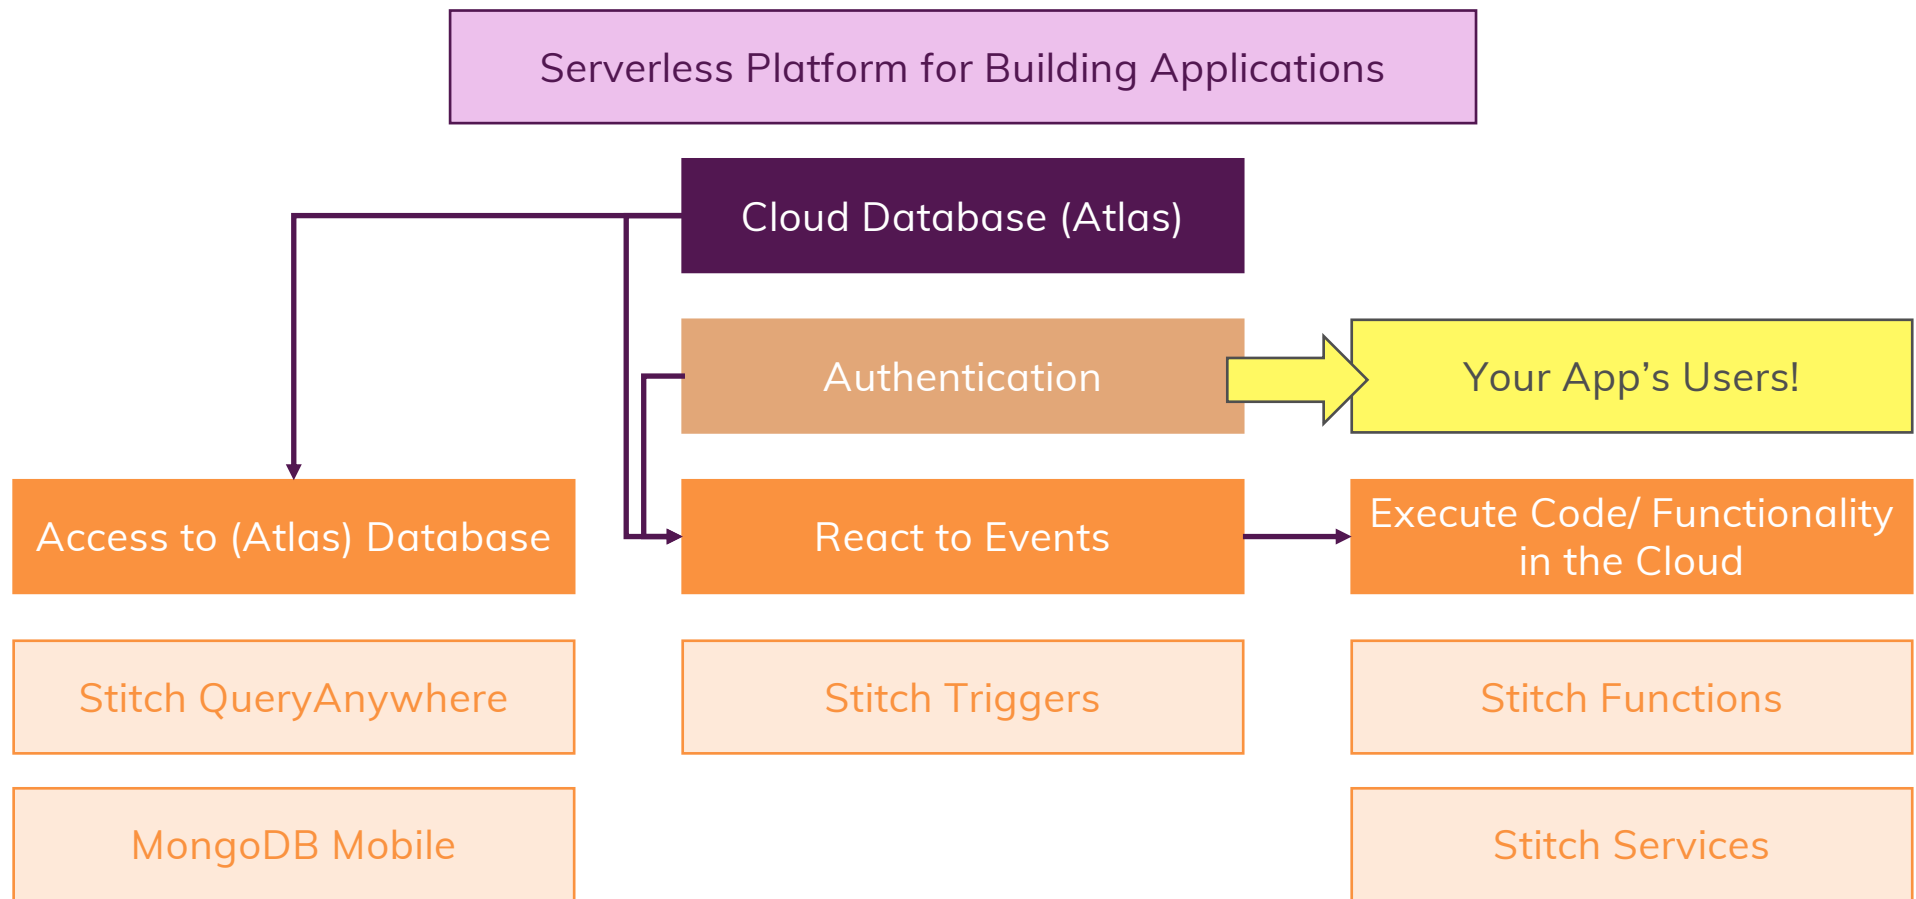 Serverless Platform for Building Applications
Cloud Database (Atlas)
Authentication
Your App’s Users!
Access to (Atlas) Database
React to Events
Execute Code/ Functionality
in the Cloud
Stitch QueryAnywhere
Stitch Triggers
Stitch Functions
MongoDB Mobile
Stitch Services